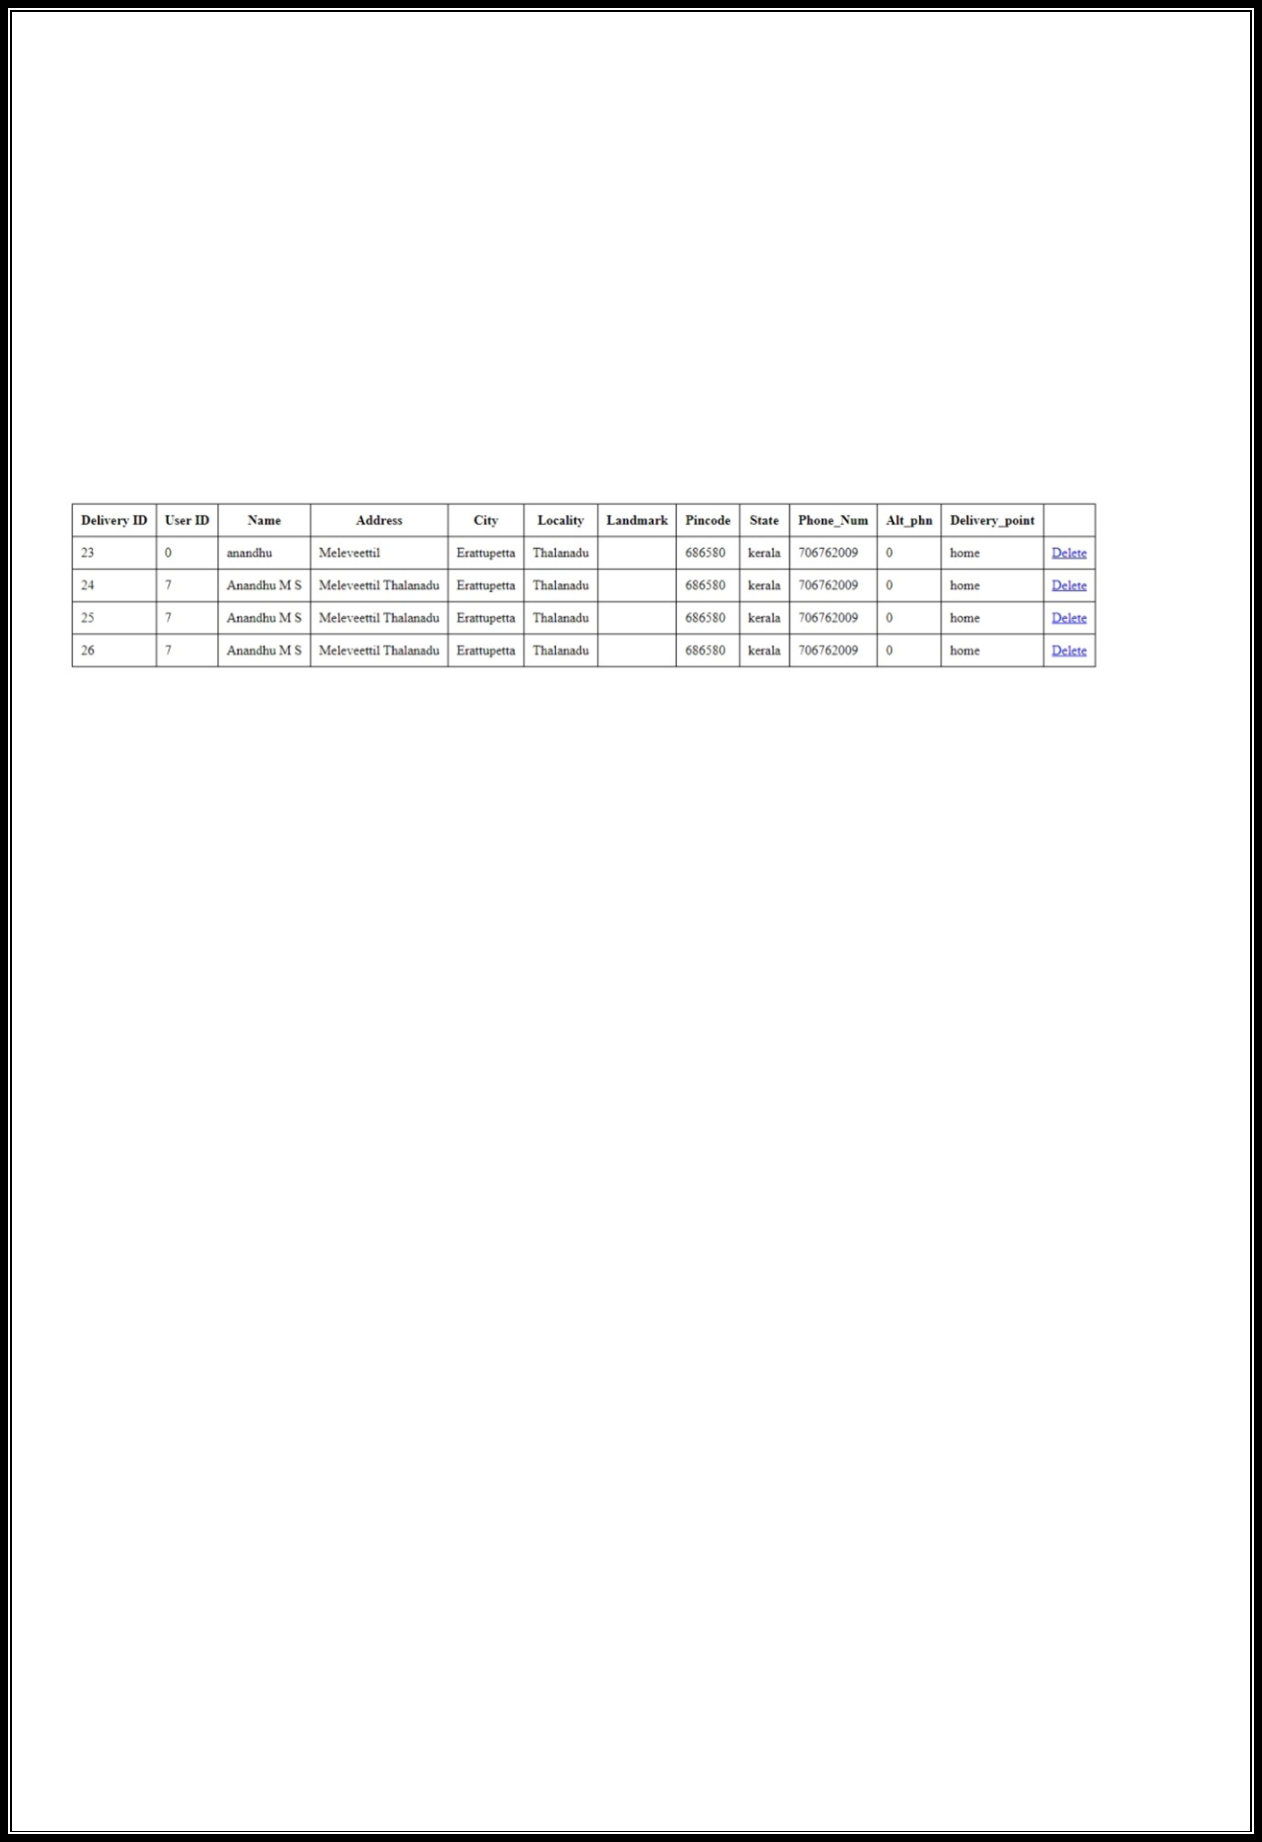 Delivery ID User ID Name Address City Locality Landmark Pincode State Phone_Num Alt_phn Delivery_point
23 0 anandhu Meleveettil Erattupetta Thalanadu 686580 kerala 706762009 0 home Delete
24 7 Anandhu M S Meleveettil Thalanadu Erattupetta Thalanadu 686580 kerala 706762009 0 home Delete
25 7 Anandhu M S Meleveettil Thalanadu Erattupetta Thalanadu 686580 kerala 706762009 0 home Delete
26 7 Anandhu M S Meleveettil Thalanadu Erattupetta Thalanadu 686580 kerala 706762009 0 home Delete